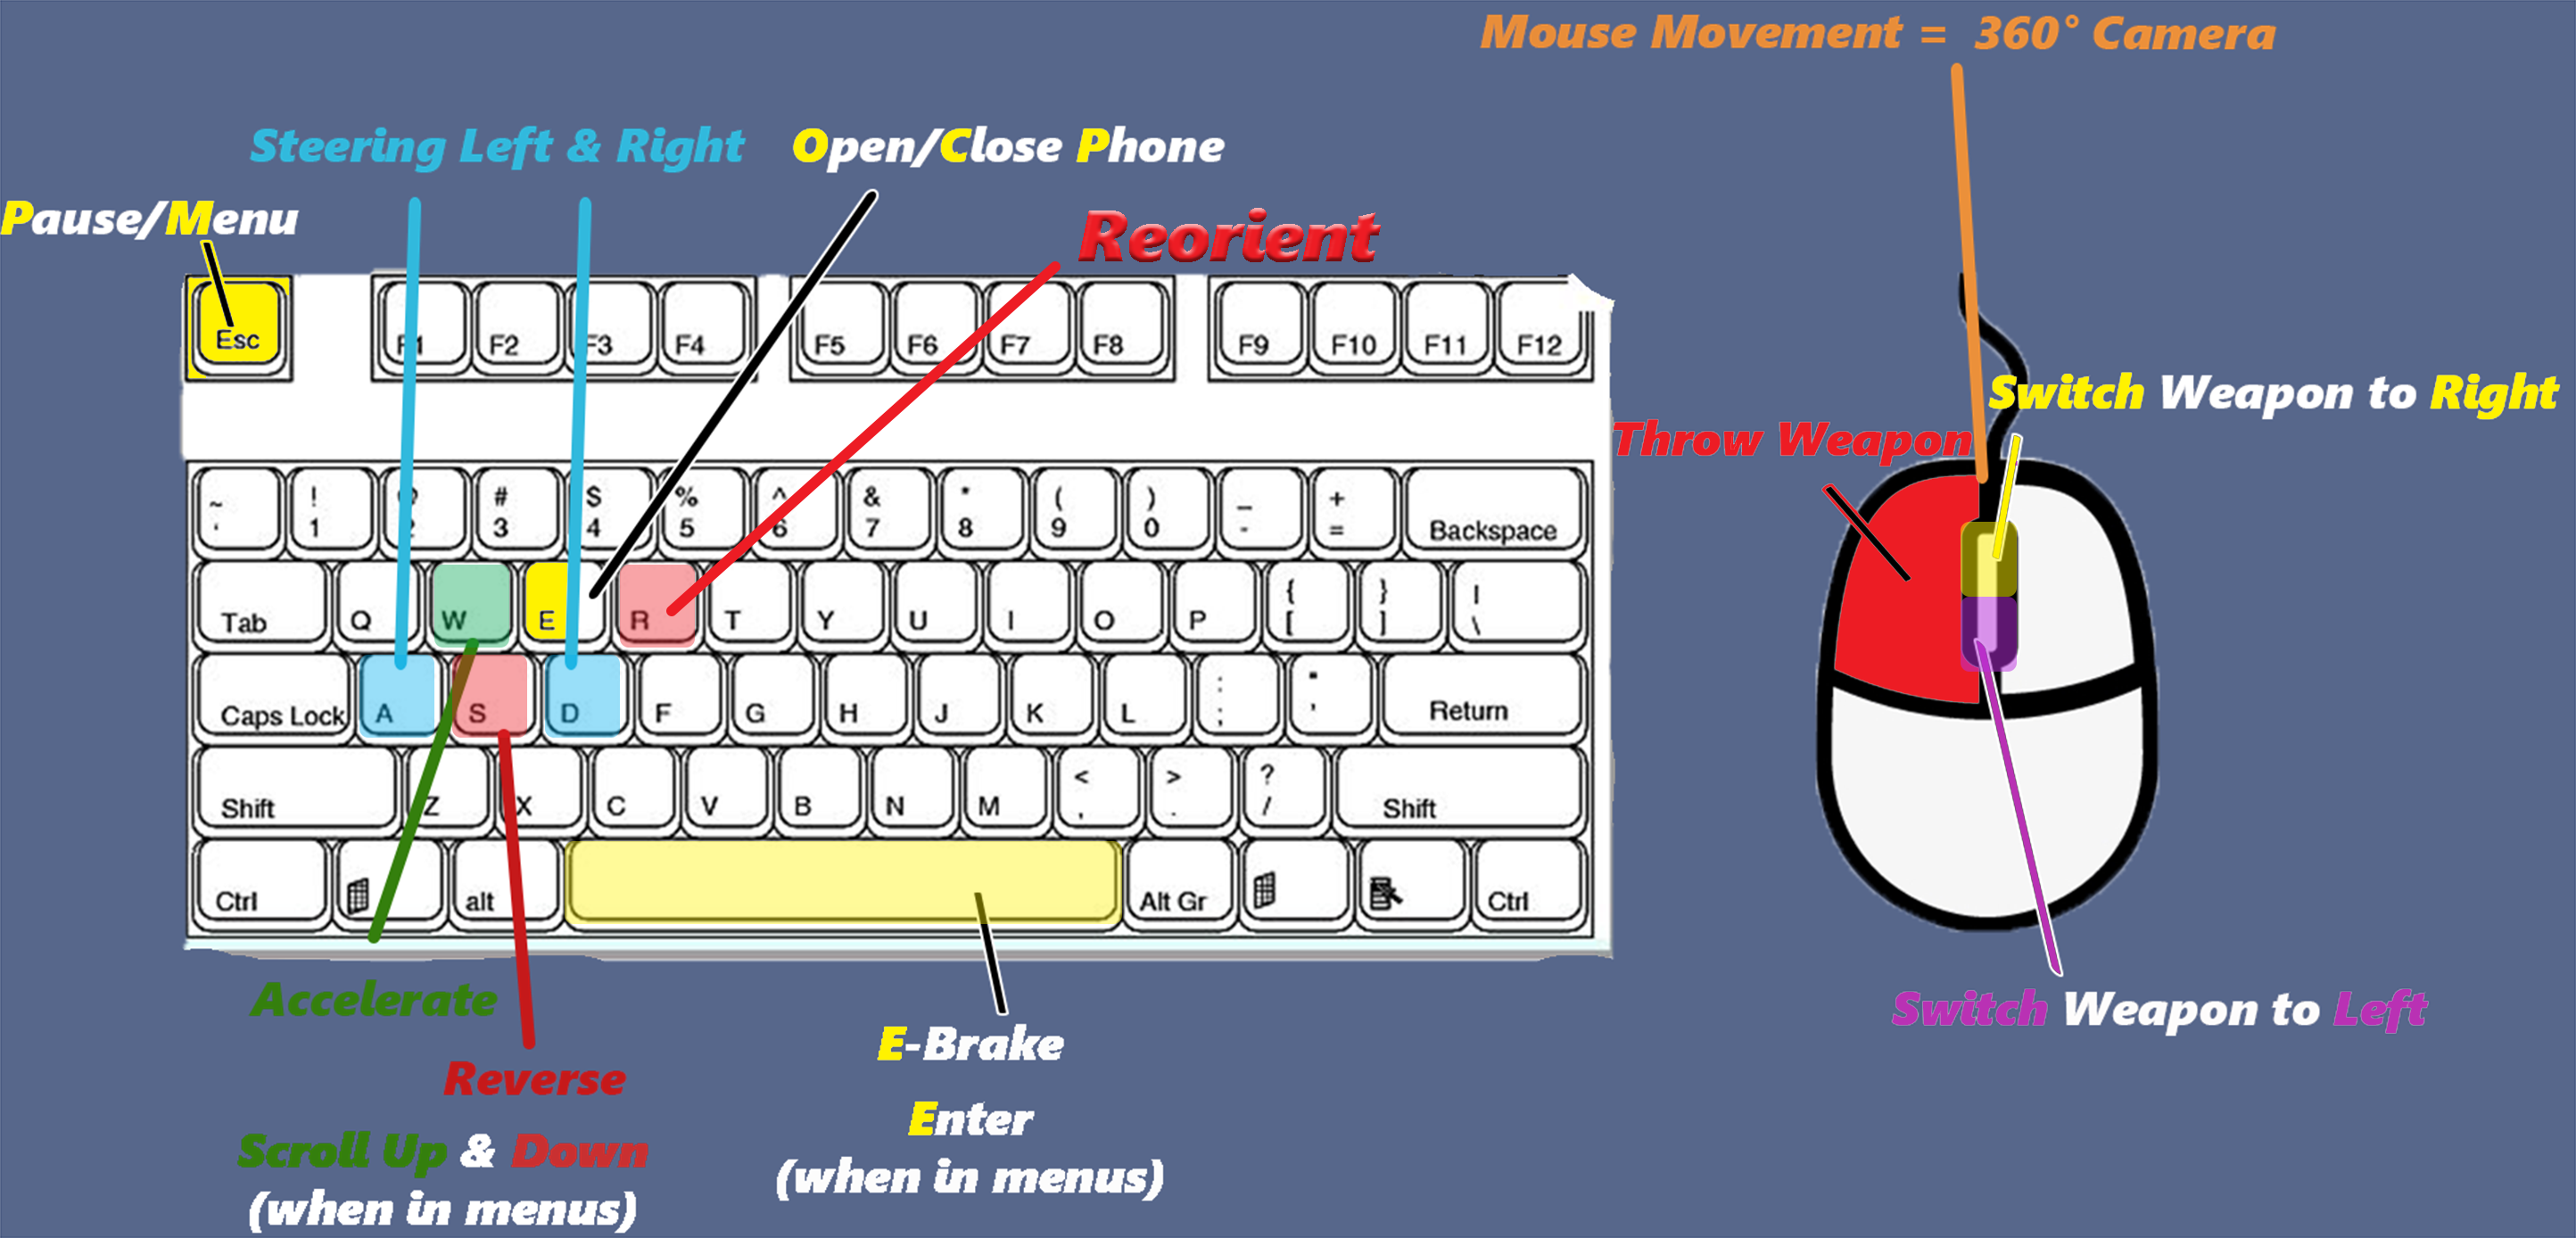 Mouse Movement = 360° Camera
Steering Left & Right
Open/Close Phone
Pause/Menu
Reorient
Esc F1 F2 F3 F4 F5 F6 F7 F8 F9 F10 F11 F12
Switch Weapon to Right
Throw Weapon
~ ! @ # $ % ^ & * ( ) _ +
' 1 2 3 4 5 6 7 8 9 0 - = Backspace
{ } |
Tab Q W E R T Y U I O P [ ] \
: "
Caps Lock A S D F G H J K L ; ' Return
< > ?
Shift Z X C V B N M , . / Shift
Ctrl alt Alt Gr Ctrl
Accelerate
Switch Weapon to Left
E-Brake
Reverse
Enter
Scroll Up & Down
(when in menus)
(when in menus)